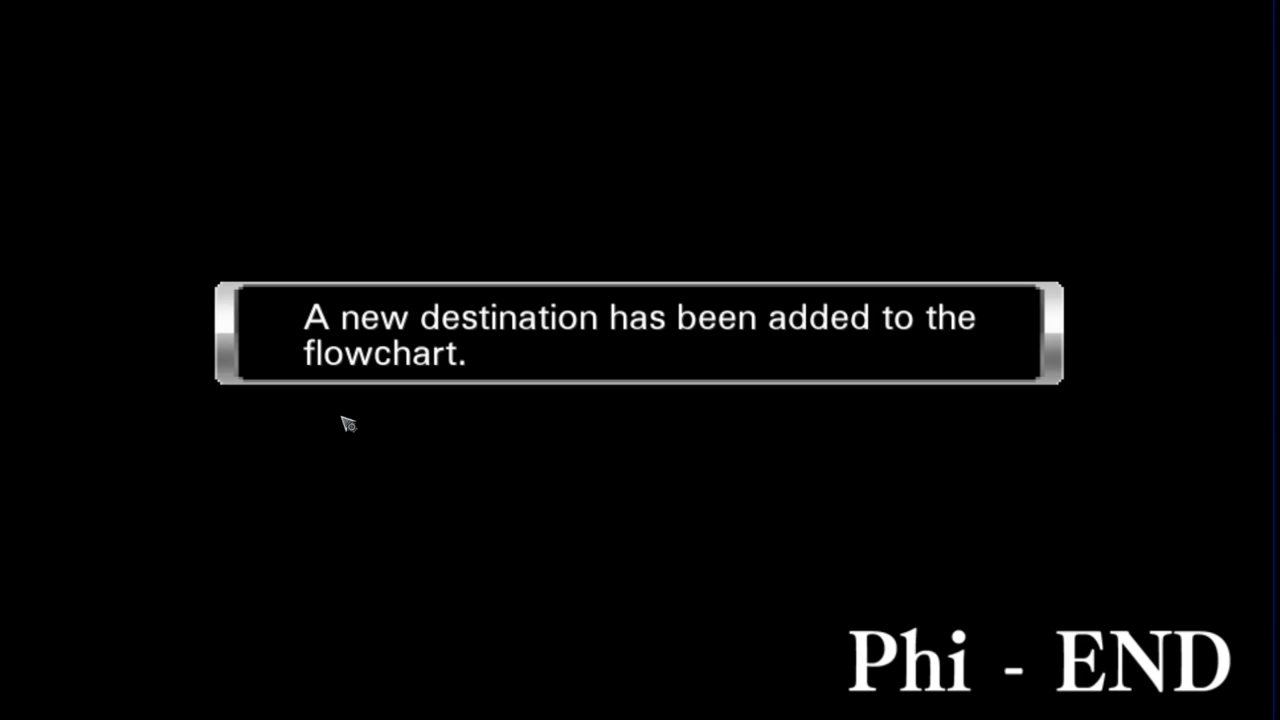 A new destination has been added to the
flowchart.
Phi - END